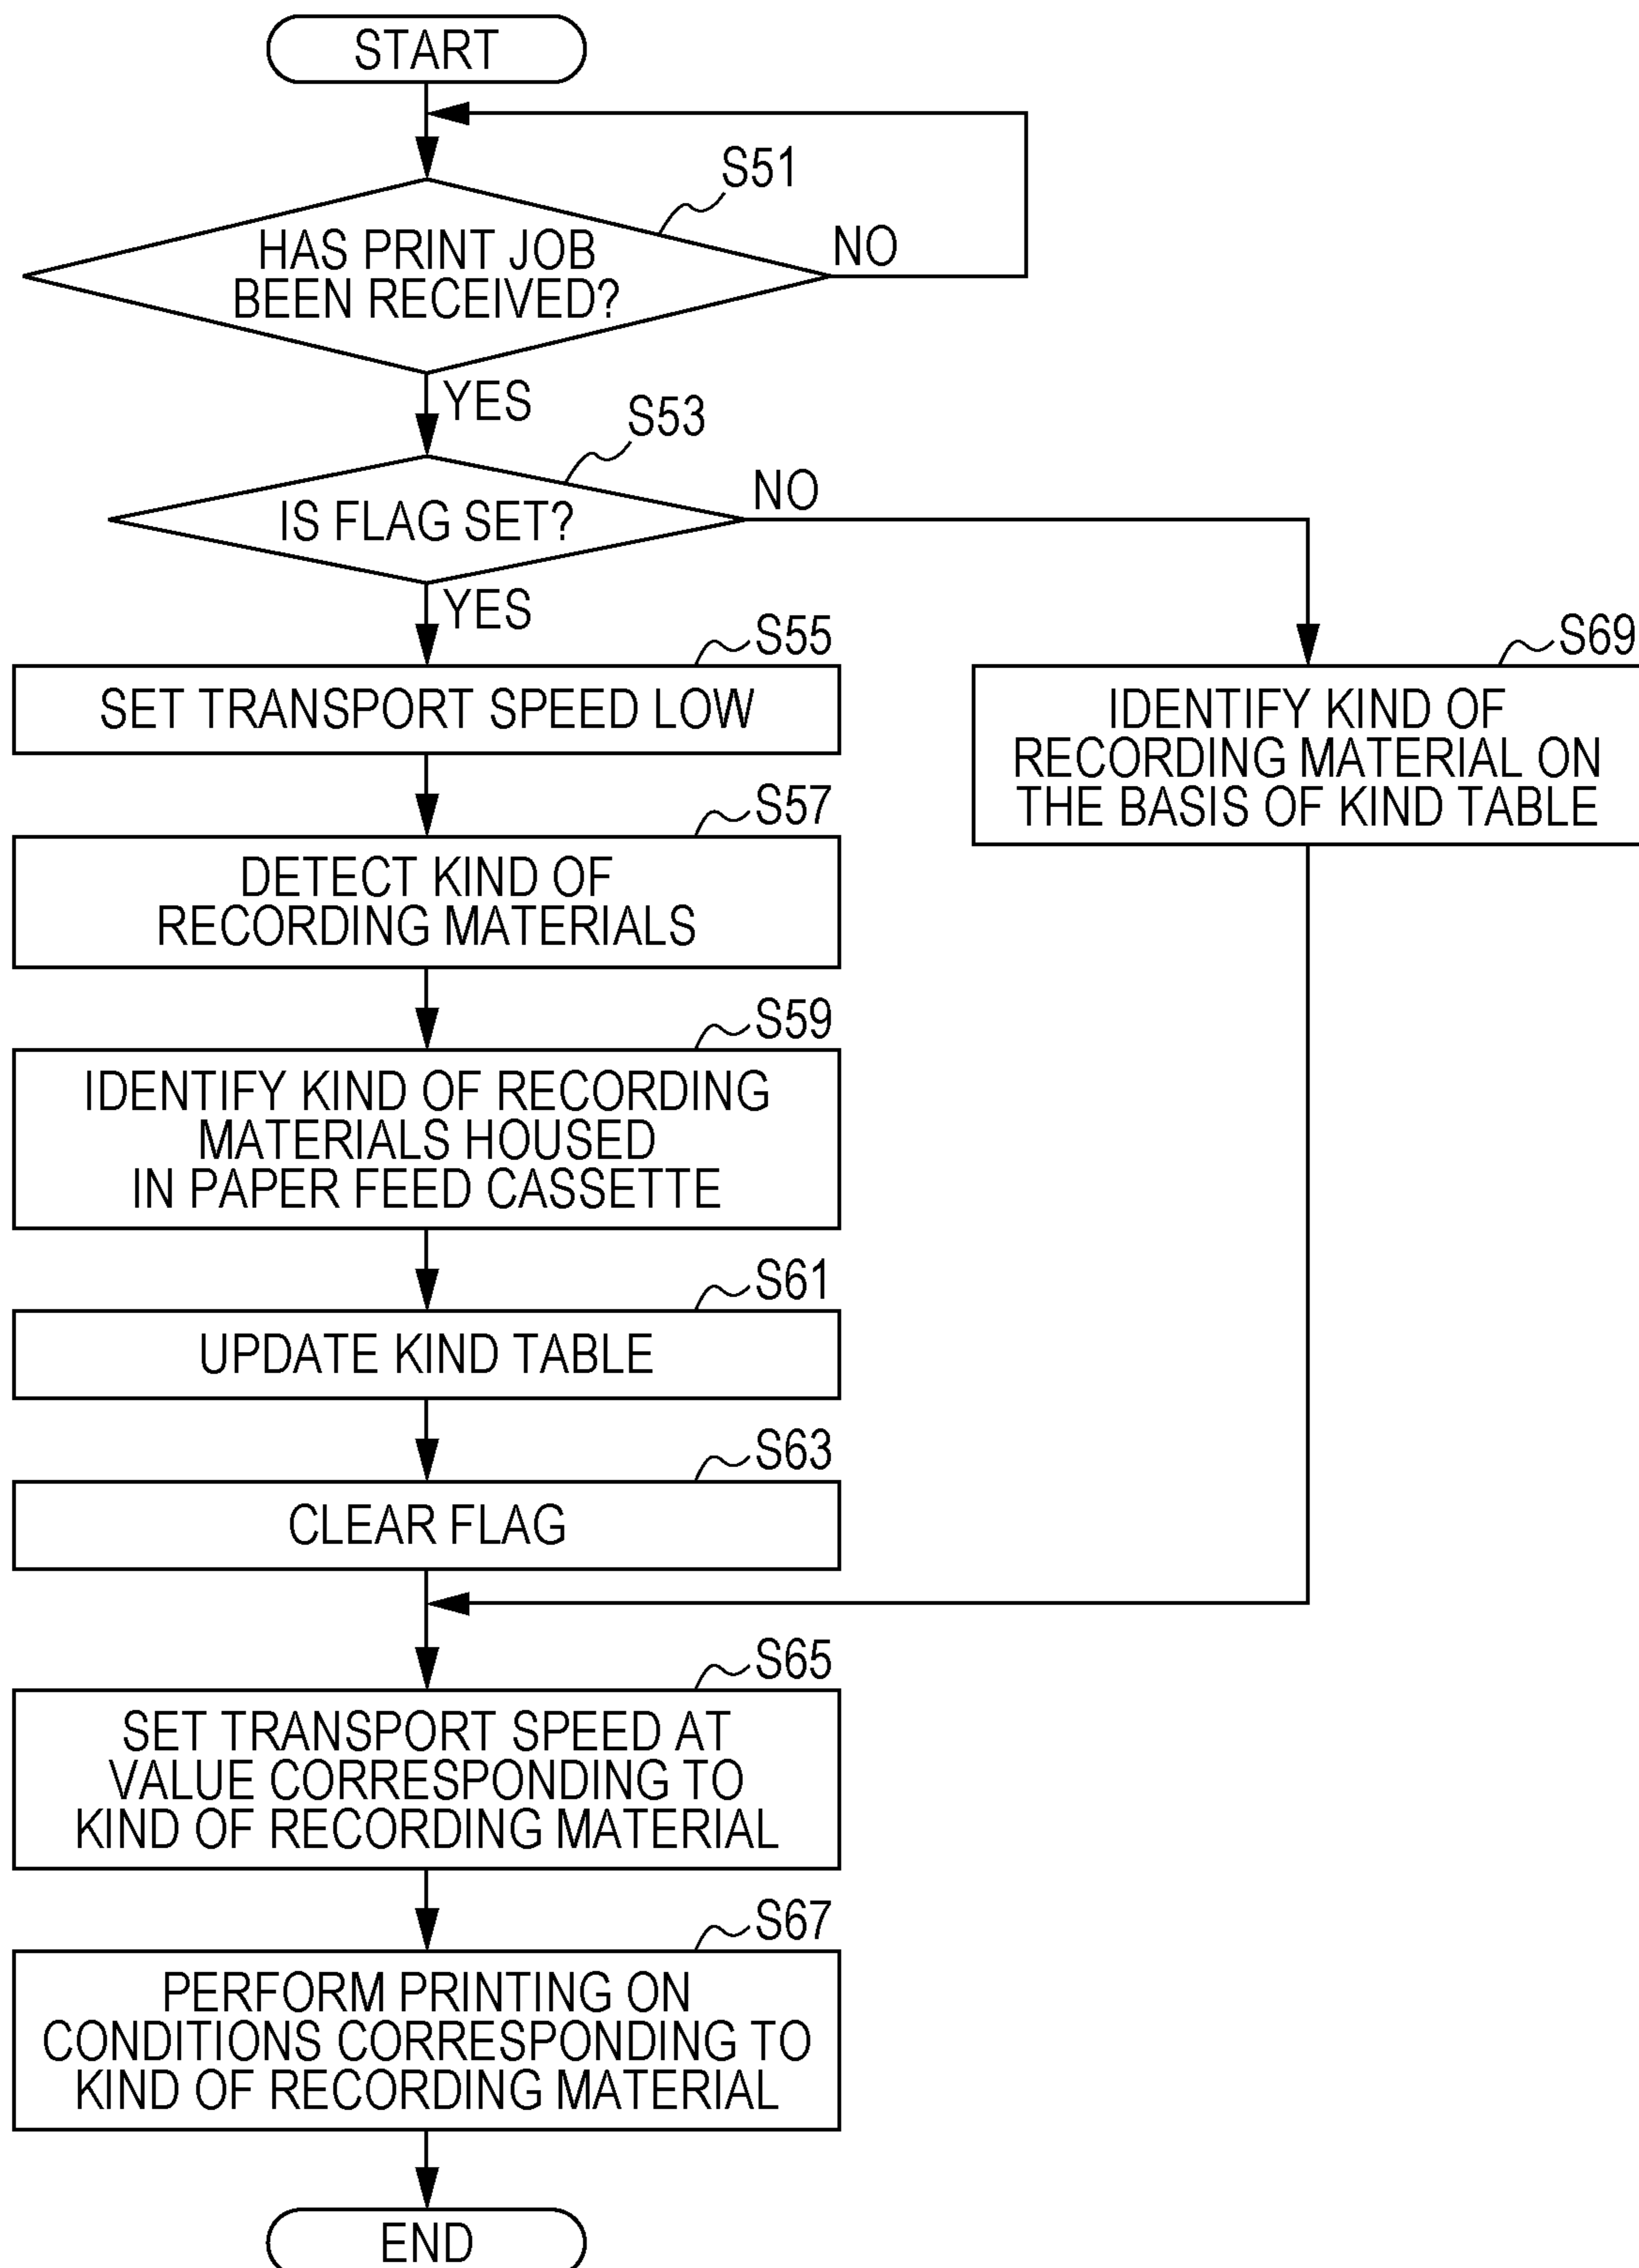 START
S51
HAS PRINT JOB
BEEN RECEIVED?
NO
YES
S53
IS FLAG SET?
NO
YES
S55
SET TRANSPORT SPEED LOW
S69
IDENTIFY KIND OF
RECORDING MATERIAL ON
THE BASIS OF KIND TABLE
S57
DETECT KIND OF
RECORDING MATERIALS
S59
IDENTIFY KIND OF RECORDING
MATERIALS HOUSED
IN PAPER FEED CASSETTE
S61
UPDATE KIND TABLE
S63
CLEAR FLAG
S65
SET TRANSPORT SPEED AT
VALUE CORRESPONDING TO
KIND OF RECORDING MATERIAL
S67
PERFORM PRINTING ON
CONDITIONS CORRESPONDING TO
KIND OF RECORDING MATERIAL
END